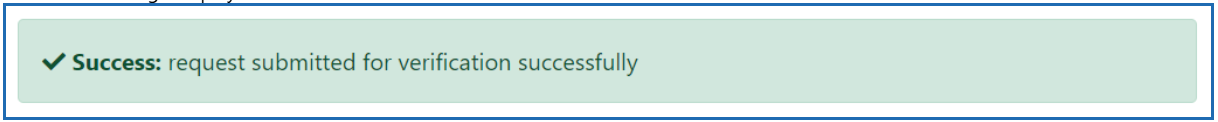 ✔ Success: request submitted for verification successfully